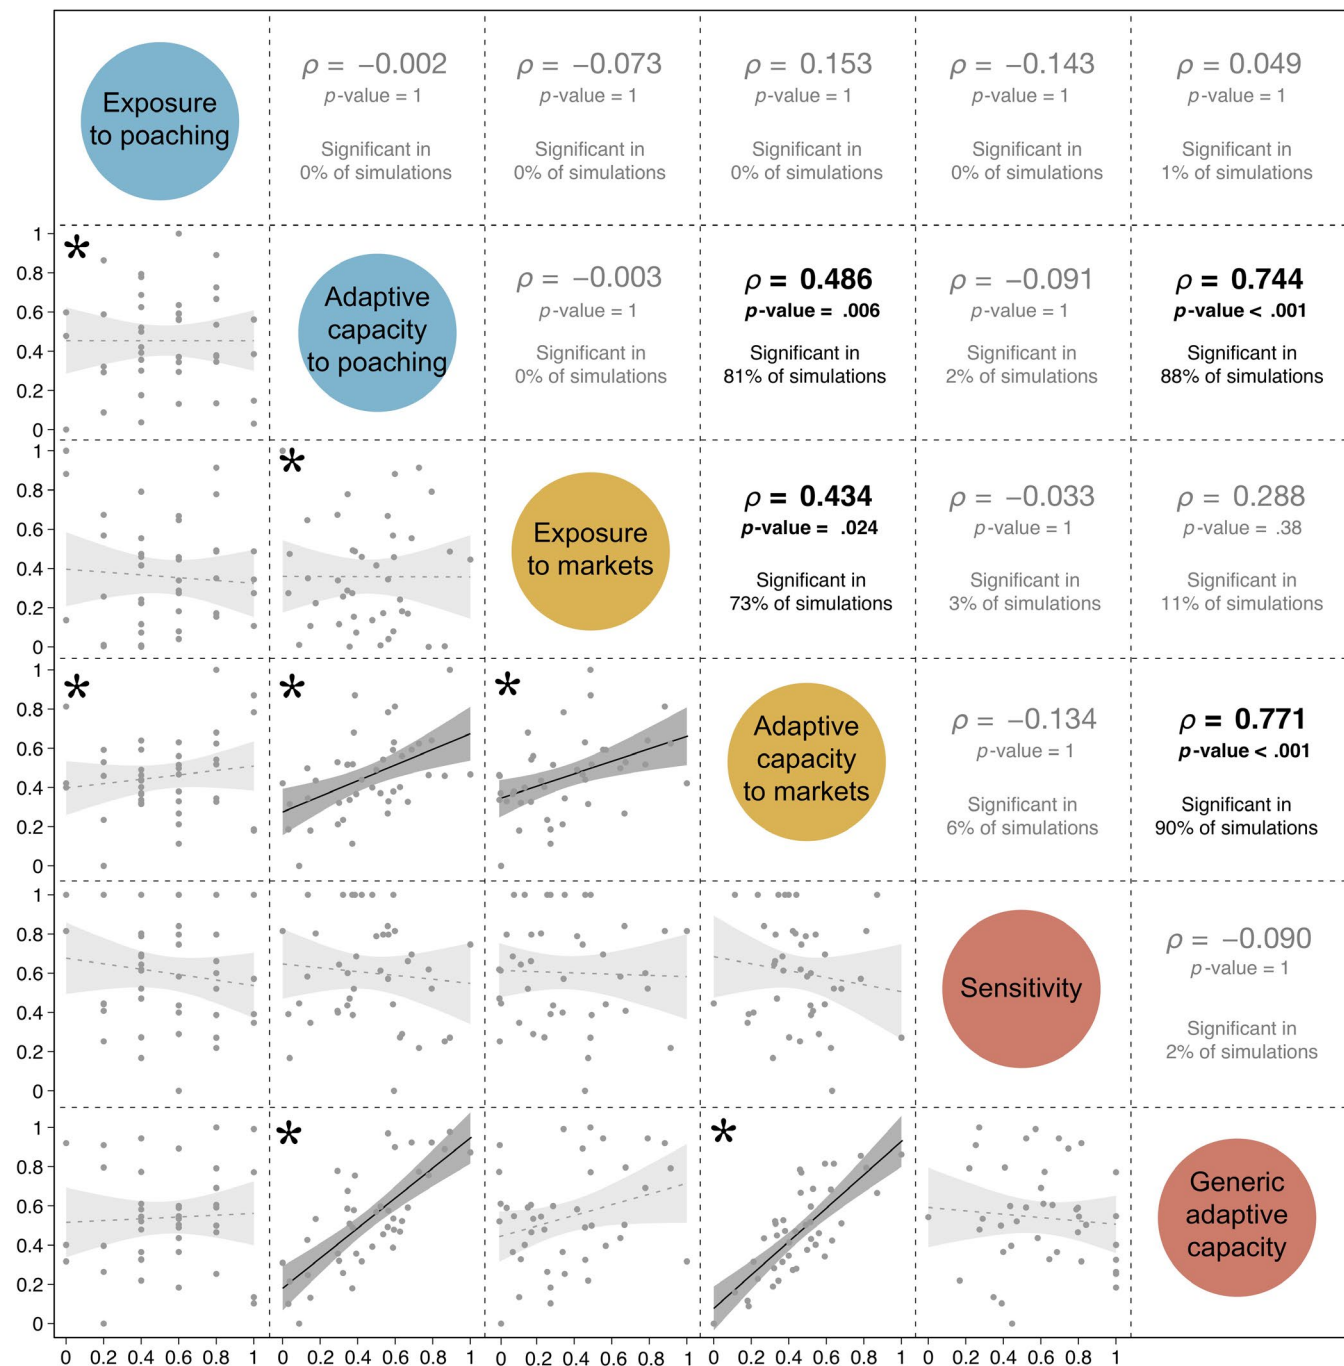 Exposure
to poaching
ρ = −0.002
p-value = 1
Significant in
0% of simulations
ρ = −0.073
p-value = 1
Significant in
0% of simulations
ρ = 0.153
p-value = 1
Significant in
0% of simulations
ρ = −0.143
p-value = 1
Significant in
0% of simulations
ρ = 0.049
p-value = 1
Significant in
1% of simulations
1
0.8
0.6
0.4
0.2
0
*
Adaptive
capacity
to poaching
ρ = −0.003
p-value = 1
Significant in
0% of simulations
ρ = 0.486
p-value = .006
Significant in
81% of simulations
ρ = −0.091
p-value = 1
Significant in
2% of simulations
ρ = 0.744
p-value < .001
Significant in
88% of simulations
1
0.8
0.6
0.4
0.2
0
*
Exposure
to markets
ρ = 0.434
p-value = .024
Significant in
73% of simulations
ρ = −0.033
p-value = 1
Significant in
3% of simulations
ρ = 0.288
p-value = .38
Significant in
11% of simulations
1
0.8
0.6
0.4
0.2
0
*
*
*
Adaptive
capacity
to markets
ρ = −0.134
p-value = 1
Significant in
6% of simulations
ρ = 0.771
p-value < .001
Significant in
90% of simulations
1
0.8
0.6
0.4
0.2
0
Sensitivity
ρ = −0.090
p-value = 1
Significant in
2% of simulations
1
0.8
0.6
0.4
0.2
0
*
*
Generic
adaptive
capacity
0 0.2 0.4 0.6 0.8 1 0 0.2 0.4 0.6 0.8 1 0 0.2 0.4 0.6 0.8 1 0 0.2 0.4 0.6 0.8 1 0 0.2 0.4 0.6 0.8 1